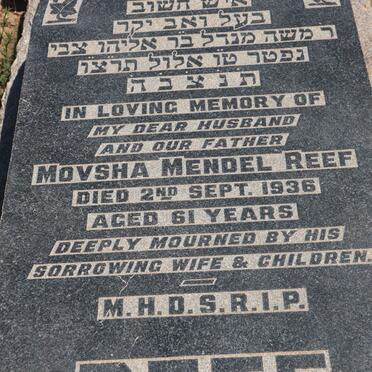 איש חשוב
בעל ואב יקר
ר משה מנדל בר אליהו צבי
נפטר טו אלול תרצו
תנצבה
IN LOVING MEMORY OF
MY DEAR HUSBAND
AND OUR FATHER
MOVSHA MENDEL REEF
DIED 2ND SEPT. 1936
AGED 61 YEARS
DEEPLY MOURNED BY HIS
SORROWING WIFE & CHILDREN.
M.H.D.S.R.I.P.